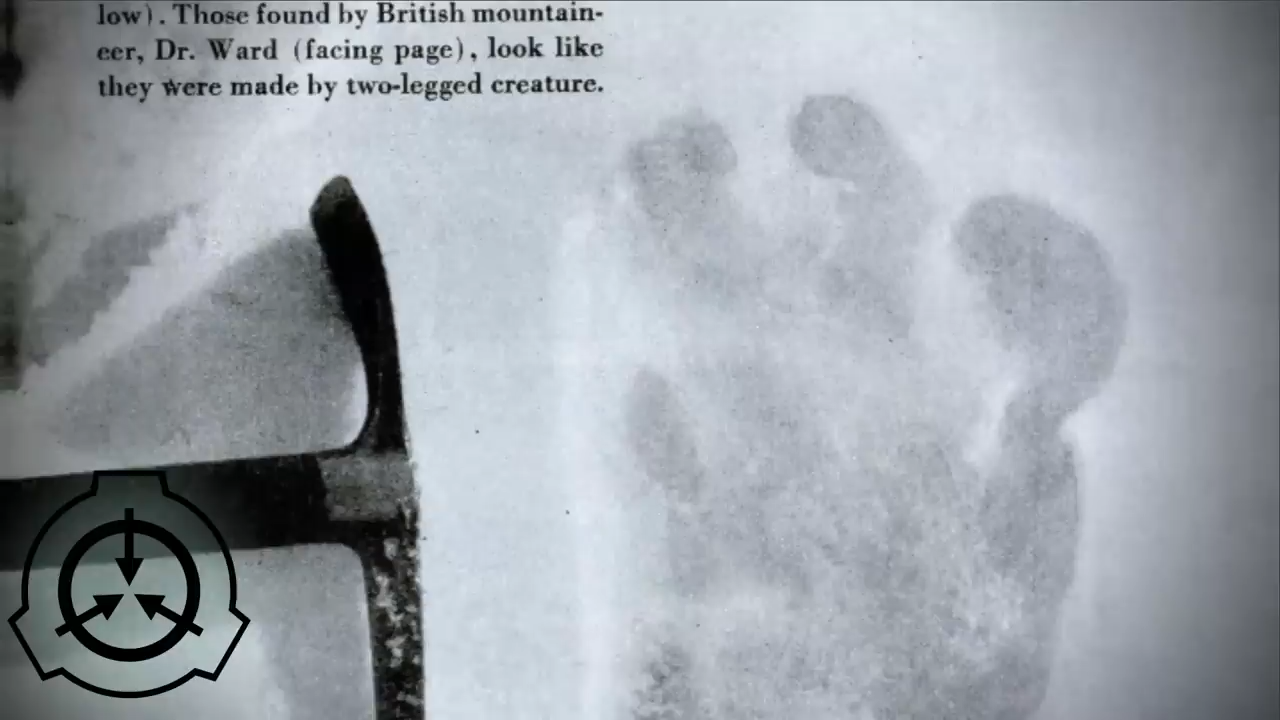 low). Those found by British mountain-
eer, Dr. Ward (facing page), look like
they were made by two-legged creature.